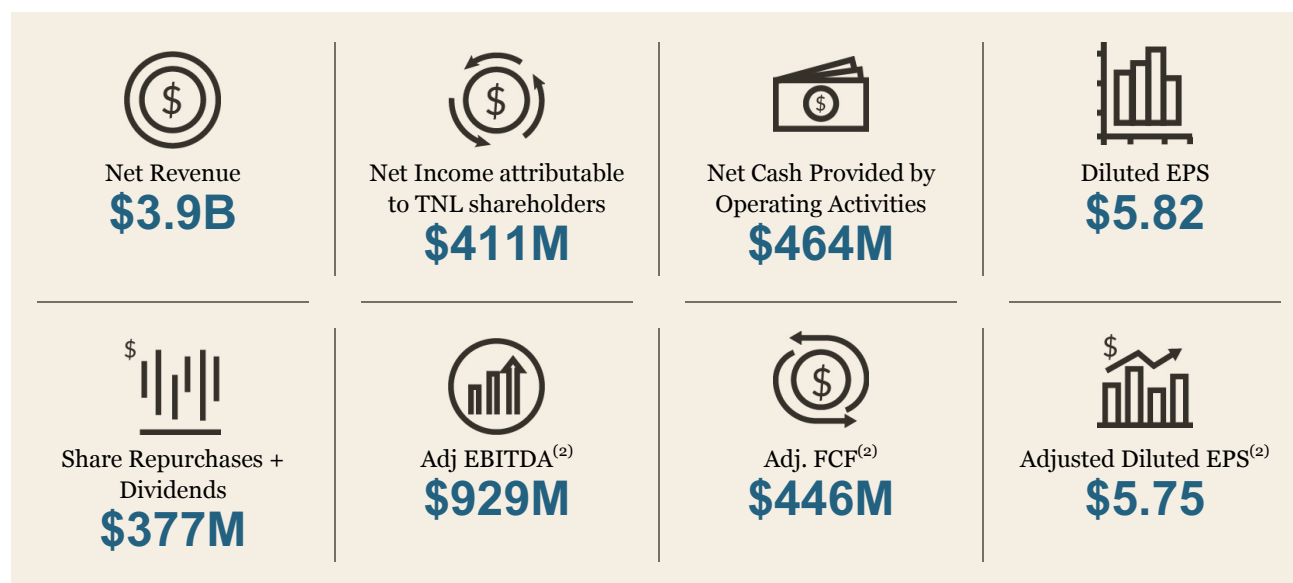 $
Net Revenue
$3.9B
$
Net Income attributable
to TNL shareholders
$411M
$
Net Cash Provided by
Operating Activities
$464M
Diluted EPS
$5.82
$
Share Repurchases +
Dividends
$377M
Adj EBITDA(2)
$929M
$
Adj. FCF(2)
$446M
$
Adjusted Diluted EPS(2)
$5.75